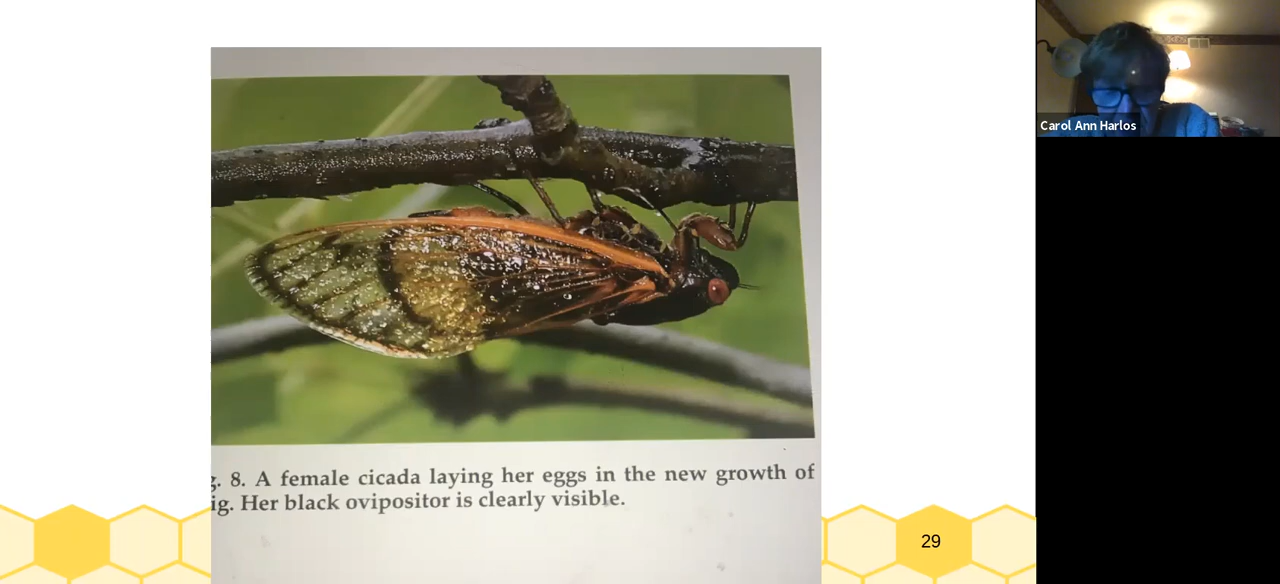 Carol Ann Harlos
. 8. A female cicada laying her eggs in the new growth of
ig. Her black ovipositor is clearly visible.
29